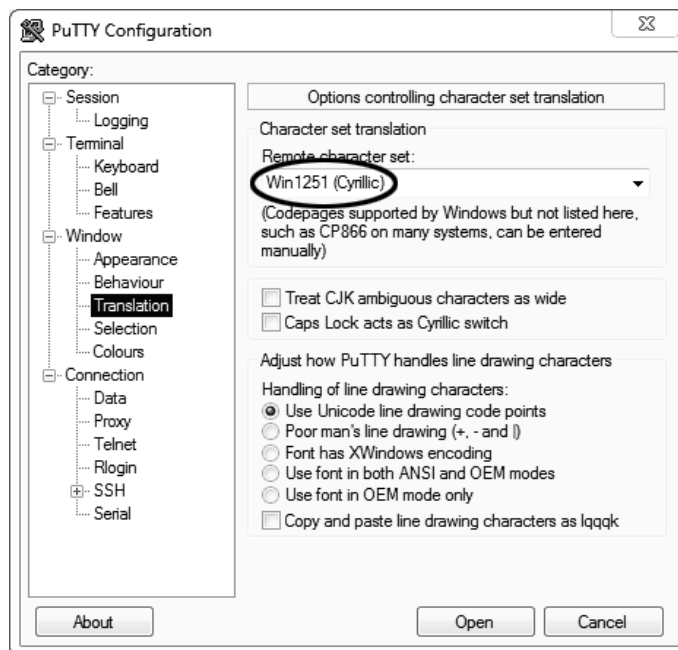 PuTTY Configuration
Category:
Session
Logging
Terminal
Keyboard
Bell
Features
Window
Appearance
Behaviour
Translation
Selection
Colours
Connection
Data
Proxy
Telnet
Rlogin
SSH
Serial
Options controlling character set translation
Character set translation
Remote character set:
Win1251 (Cyrillic)
(Codepages supported by Windows but not listed here,
such as CP866 on many systems, can be entered
manually)
Treat CJK ambiguous characters as wide
Caps Lock acts as Cyrillic switch
Adjust how PuTTY handles line drawing characters
Handling of line drawing characters:
Use Unicode line drawing code points
Poor man's line drawing (+, - and |)
Font has XWindows encoding
Use font in both ANSI and OEM modes
Use font in OEM mode only
Copy and paste line drawing characters as lqqqk
About
Open
Cancel